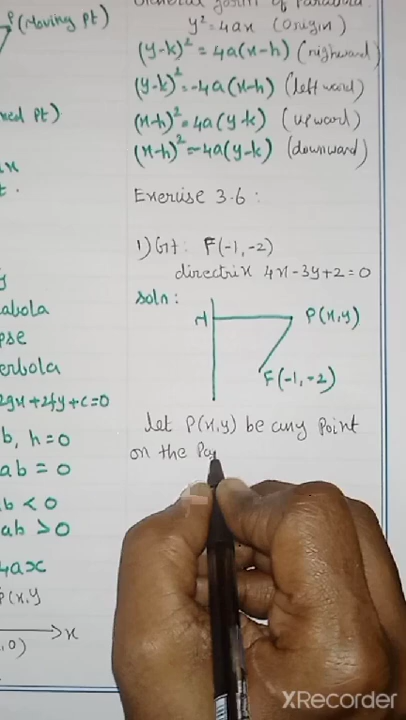 General form of Parabola
y² = 4ax (Origin)
(y-k)² = 4a(x-h) (rightward)
(y-k)² = -4a(x-h) (leftward)
(x-h)² = 4a(y-k) (upward)
(x-h)² = -4a(y-k) (downward)
Exercise 3.6 :
1) Gt: F(-1,-2)
directrix 4x-3y+2=0
soln :
P(x,y)
F(-1,-2)
let P(x,y) be any Point
on the Pa
P(Moving Pt)
xed Pt)
t.
abola
pse
erbola
2gx+2fy+c=0
b, h=0
ab = 0
b < 0
ab > 0
4ax
P(x,y
x
,0)
XRecorder